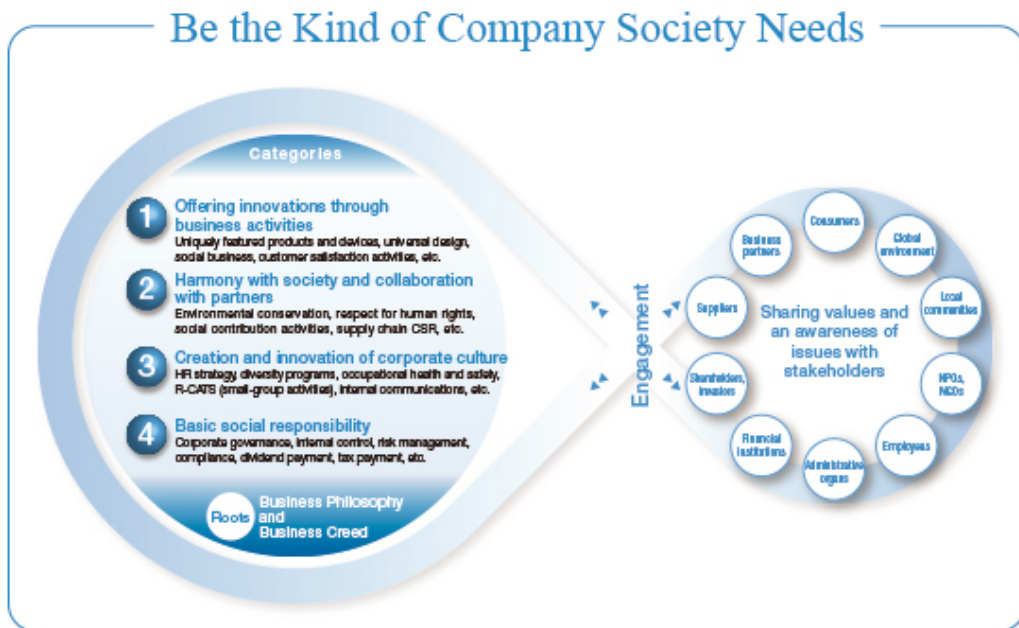 Be the Kind of Company Society Needs
Categories
1
Offering innovations through
business activities
Uniquely featured products and devices, universal design,
social business, customer satisfaction activities, etc.
2
Harmony with society and collaboration
with partners
Environmental conservation, respect for human rights,
social contribution activities, supply chain CSR, etc.
3
Creation and innovation of corporate culture
HR strategy, diversity programs, occupational health and safety,
R-CATS (small-group activities), internal communications, etc.
4
Basic social responsibility
Corporate governance, internal control, risk management,
compliance, dividend payment, tax payment, etc.
Roots
Business Philosophy
and
Business Creed
Engagement
Consumers
Global
environment
Local
communities
NPOs,
NGOs
Employees
Administrative
organs
Financial
institutions
Shareholders,
Investors
Suppliers
Business
partners
Sharing values and
an awareness of
issues with
stakeholders